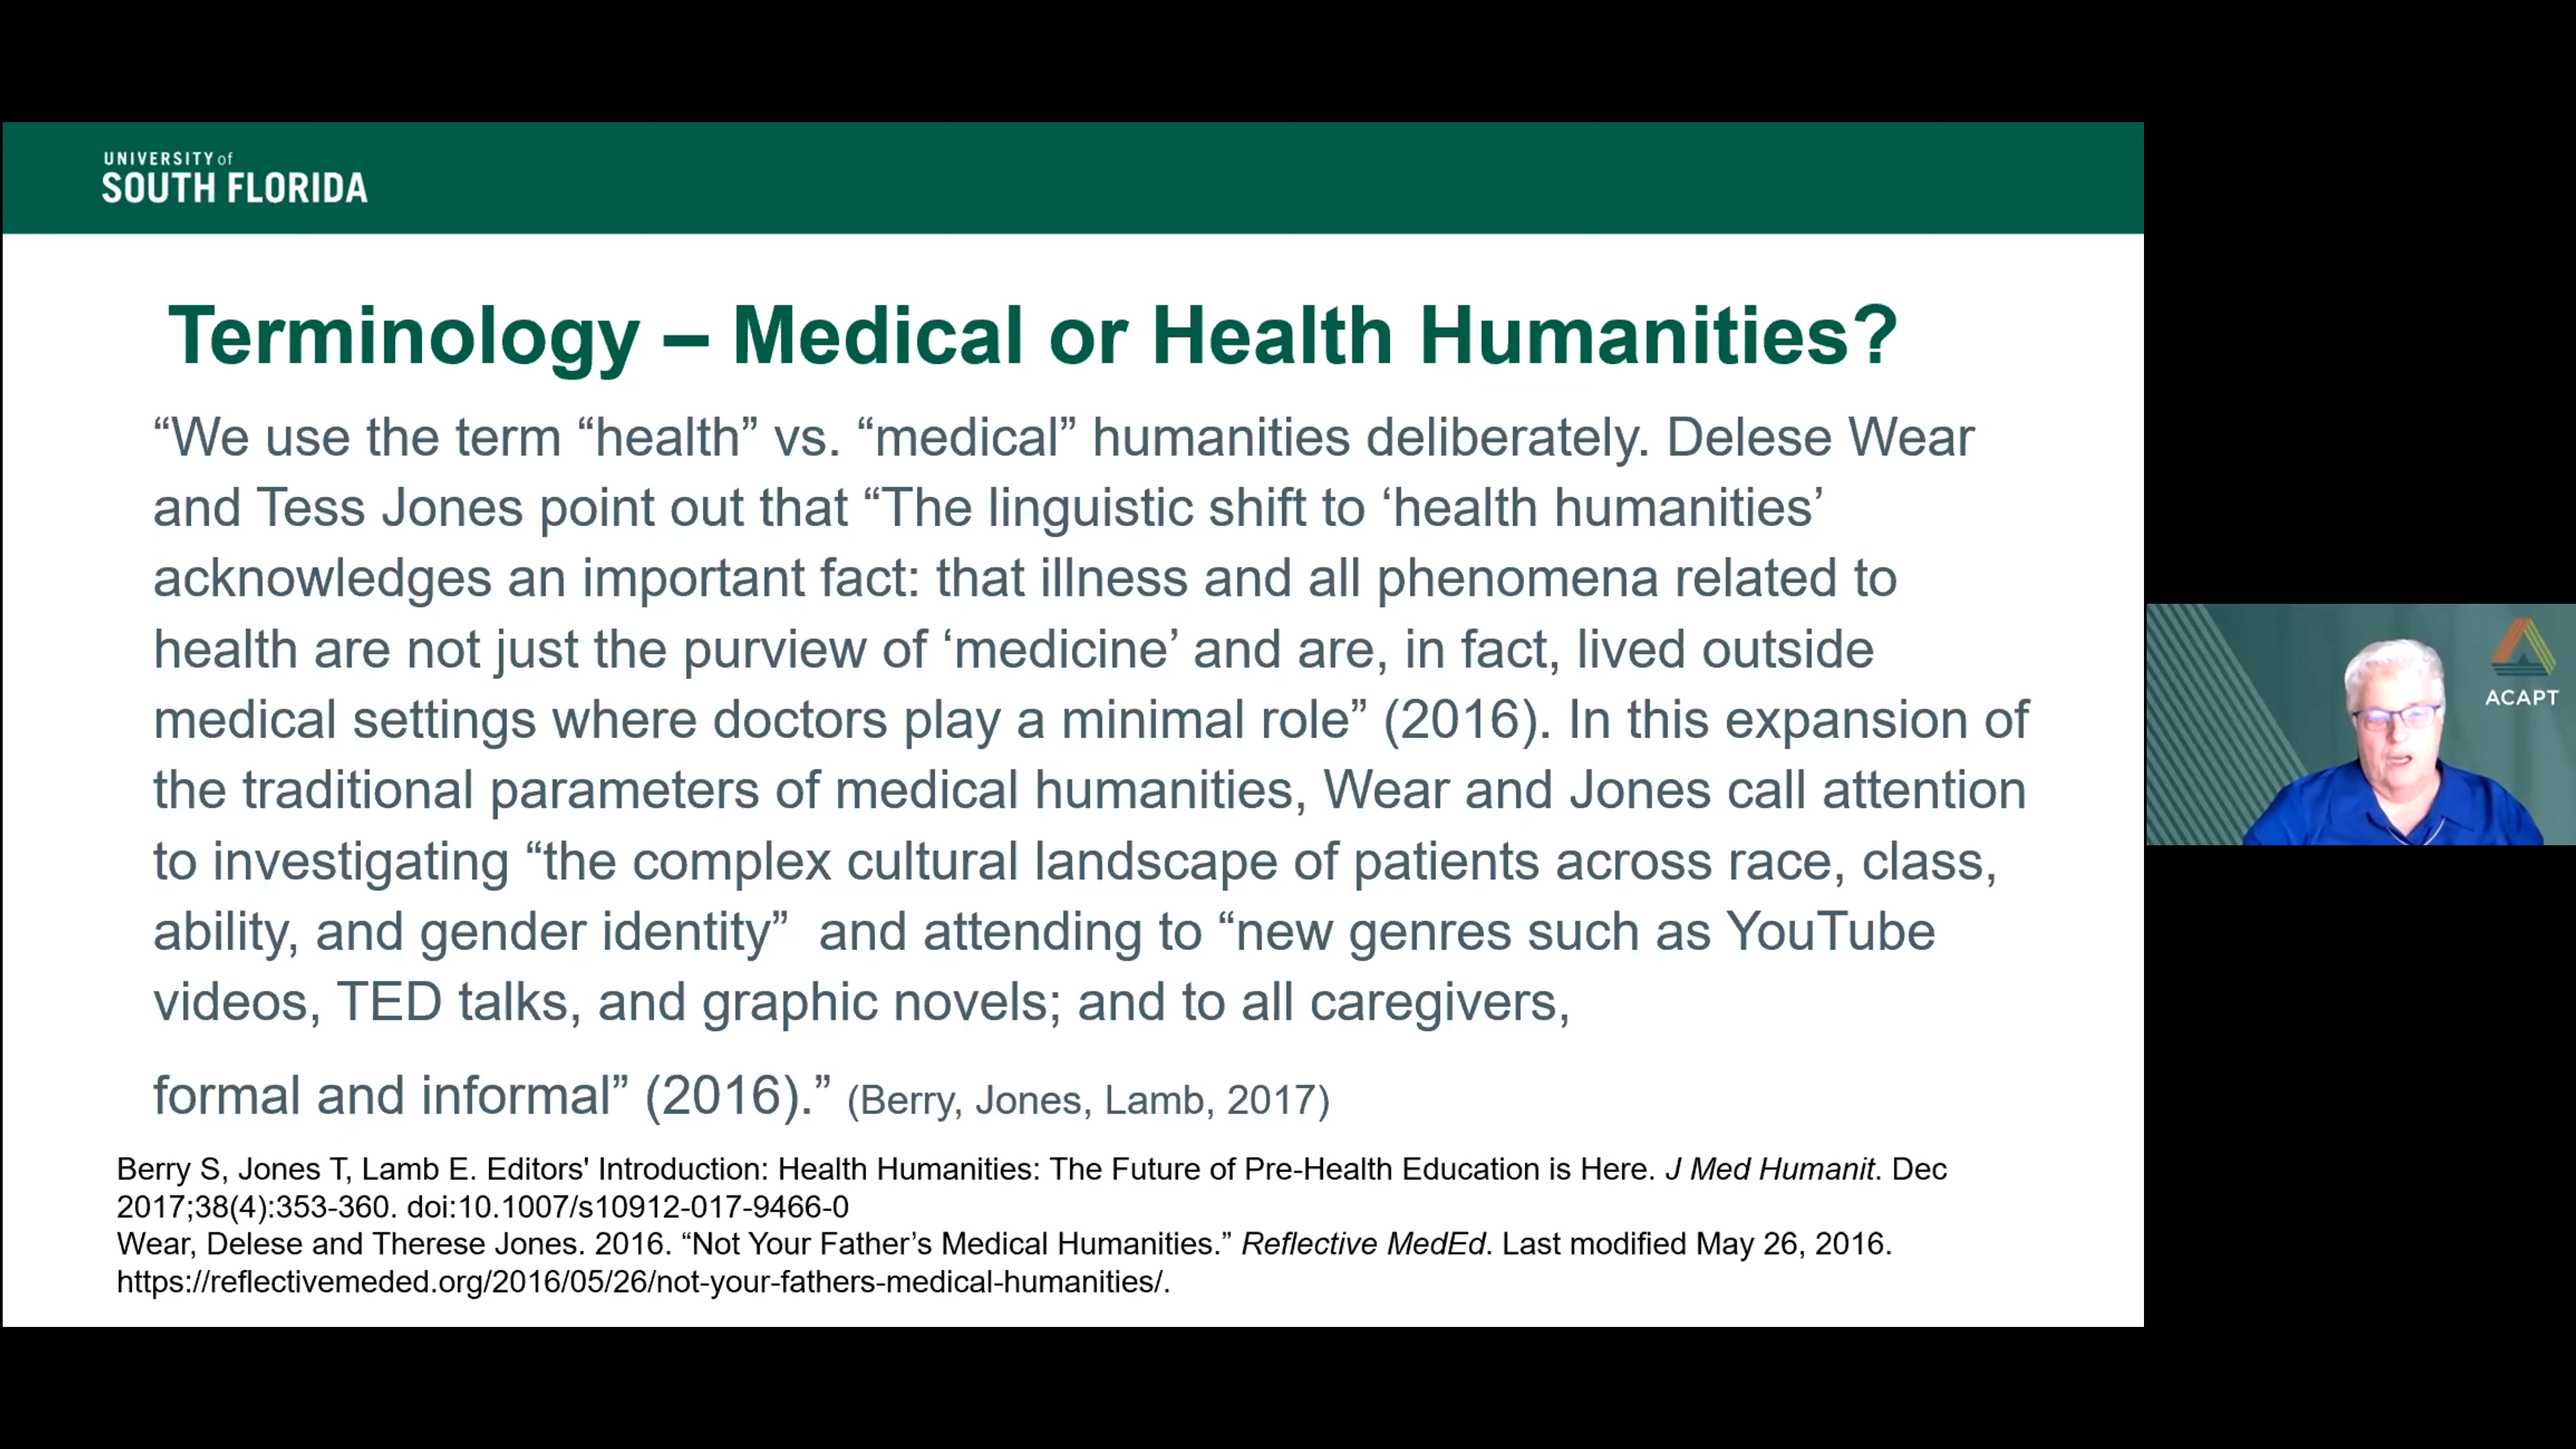 UNIVERSITY of
SOUTH FLORIDA
Terminology – Medical or Health Humanities?
“We use the term “health” vs. “medical” humanities deliberately. Delese Wear
and Tess Jones point out that “The linguistic shift to ‘health humanities’
acknowledges an important fact: that illness and all phenomena related to
health are not just the purview of ‘medicine’ and are, in fact, lived outside
medical settings where doctors play a minimal role” (2016). In this expansion of
the traditional parameters of medical humanities, Wear and Jones call attention
to investigating “the complex cultural landscape of patients across race, class,
ability, and gender identity”  and attending to “new genres such as YouTube
videos, TED talks, and graphic novels; and to all caregivers,
formal and informal” (2016).” (Berry, Jones, Lamb, 2017)
Berry S, Jones T, Lamb E. Editors' Introduction: Health Humanities: The Future of Pre-Health Education is Here. J Med Humanit. Dec
2017;38(4):353-360. doi:10.1007/s10912-017-9466-0
Wear, Delese and Therese Jones. 2016. “Not Your Father’s Medical Humanities.” Reflective MedEd. Last modified May 26, 2016.
https://reflectivemeded.org/2016/05/26/not-your-fathers-medical-humanities/.
ACAPT